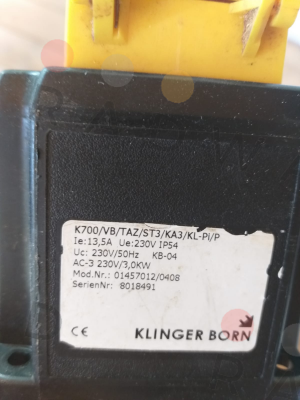 K700/VB/TAZ/ST3/KA3/KL-Pi/P
Ie:13,5A Ue:230V IP54
Uc: 230V/50Hz KB-04
AC-3 230V/3,0KW
Mod.Nr.: 01457012/0408
SerienNr: 8018491
CE KLINGER BORN